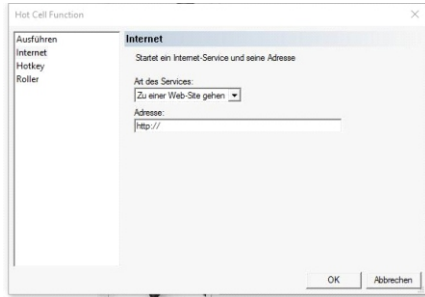 Hot Cell Function
Ausführen
Internet
Hotkey
Roller
Internet
Startet ein Internet-Service und seine Adresse
Art des Services:
Zu einer Web-Site gehen
Adresse:
http://
OK
Abbrechen